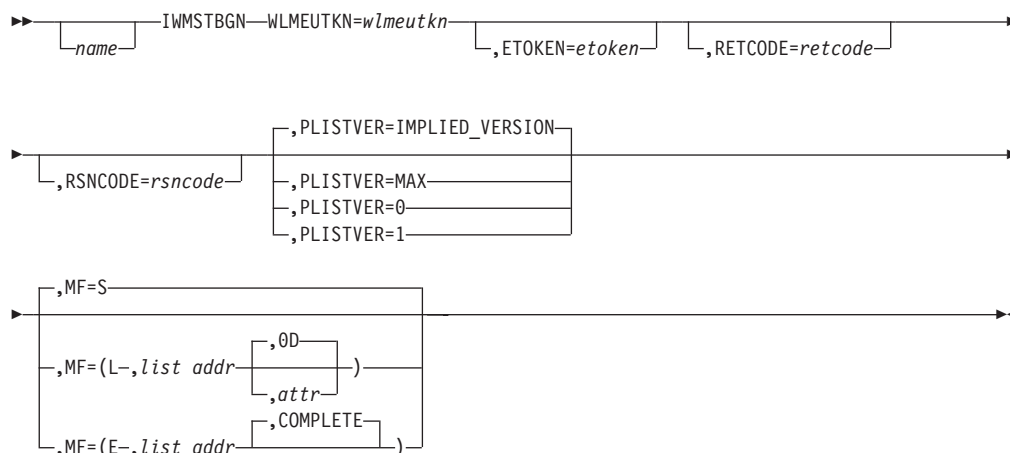 IWMSTBGN WLMEUTKN=wlmeutkn
name ,ETOKEN=etoken ,RETCODE=retcode
,PLISTVER=IMPLIED_VERSION
,RSNCODE=rsncode ,PLISTVER=MAX
,PLISTVER=0
,PLISTVER=1
,MF=S
,0D
,MF=(L ,list addr )
,attr
,COMPLETE
,MF=(E ,list addr )